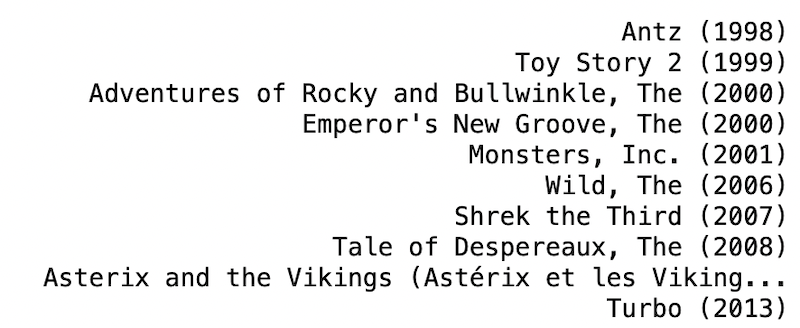 Antz (1998)
Toy Story 2 (1999)
Adventures of Rocky and Bullwinkle, The (2000)
Emperor's New Groove, The (2000)
Monsters, Inc. (2001)
Wild, The (2006)
Shrek the Third (2007)
Tale of Despereaux, The (2008)
Asterix and the Vikings (Astérix et les Viking...
Turbo (2013)